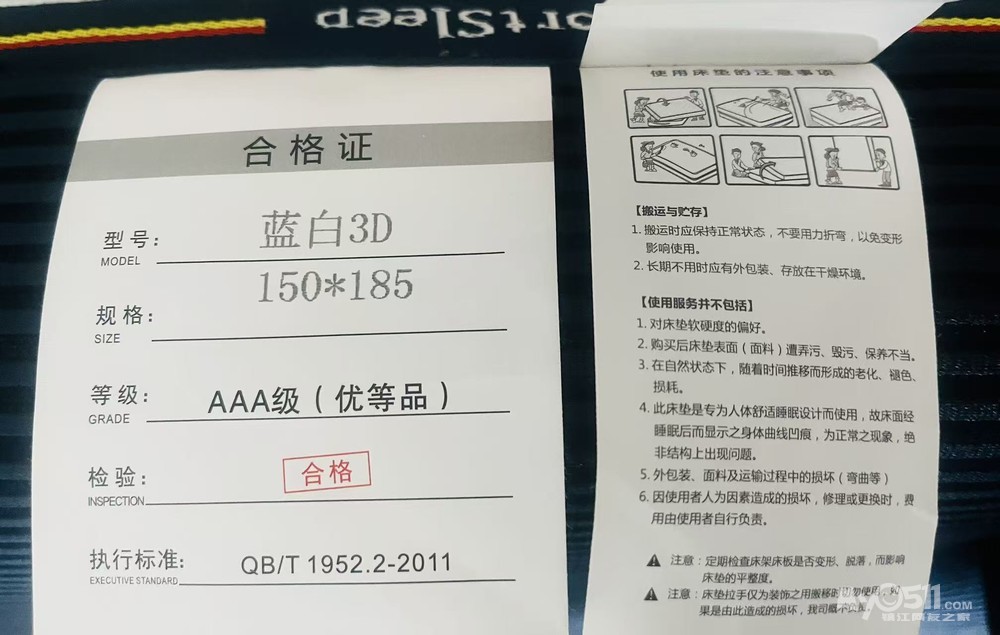 ortSleep
合格证
型号：
MODEL
蓝白3D
规格：
SIZE
150*185
等级：
GRADE
AAA级（优等品）
检验：
INSPECTION
合格
执行标准：
EXECUTIVE STANDARD
QB/T 1952.2-2011
使用床垫的注意事项
【搬运与贮存】
1. 搬运时应保持正常状态，不要用力折弯，以免变形
影响使用。
2. 长期不用时应有外包装、存放在干燥环境。
【使用服务并不包括】
1. 对床垫软硬度的偏好。
2. 购买后床垫表面（面料）遭弄污、毁污、保养不当。
3. 在自然状态下，随着时间推移而形成的老化、褪色、
损耗。
4. 此床垫是专为人体舒适睡眠设计而使用，故床面经
睡眠后而显示之身体曲线凹痕，为正常之现象，绝
非结构上出现问题。
5. 外包装、面料及运输过程中的损坏（弯曲等）
6. 因使用者人为因素造成的损坏，修理或更换时，费
用由使用者自行负责。
注意：定期检查床架床板是否变形、脱落，而影响
床垫的平整度。
注意：床垫拉手仅为装饰之用搬移时切勿使用，如
果是由此造成的损坏，我司概不负责。
MY0511.COM
镇江网友之家